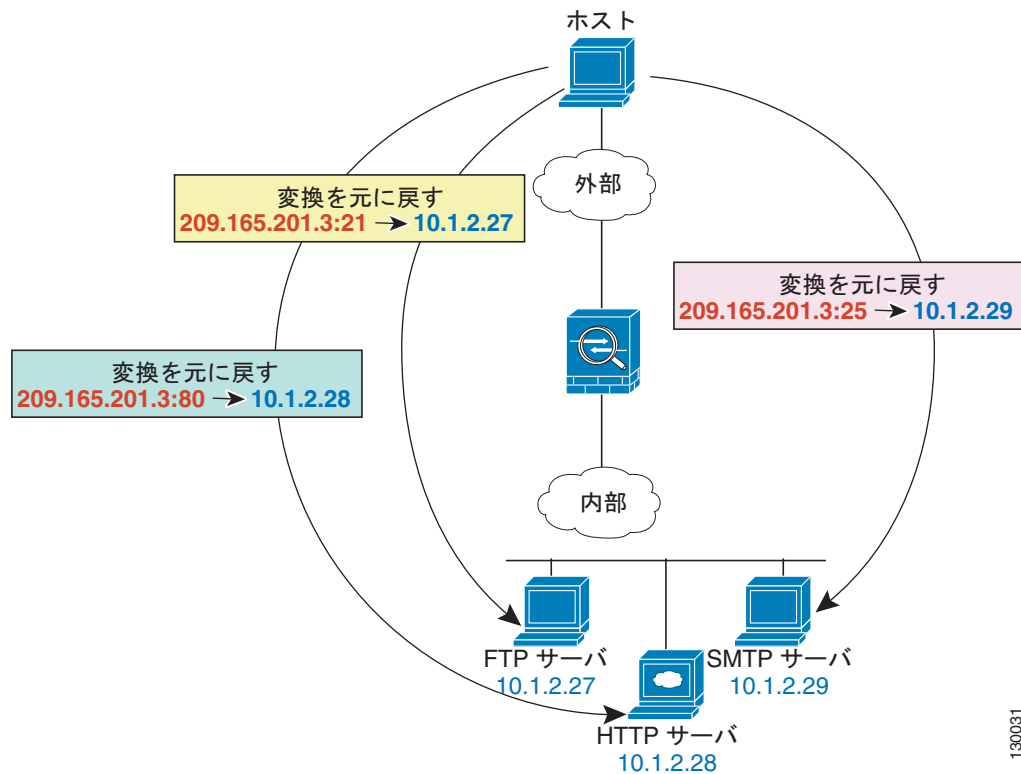 ホスト
外部
変換を元に戻す
209.165.201.3:21 → 10.1.2.27
変換を元に戻す
209.165.201.3:25 → 10.1.2.29
変換を元に戻す
209.165.201.3:80 → 10.1.2.28
内部
FTP サーバ
10.1.2.27
SMTP サーバ
10.1.2.29
HTTP サーバ
10.1.2.28
130031